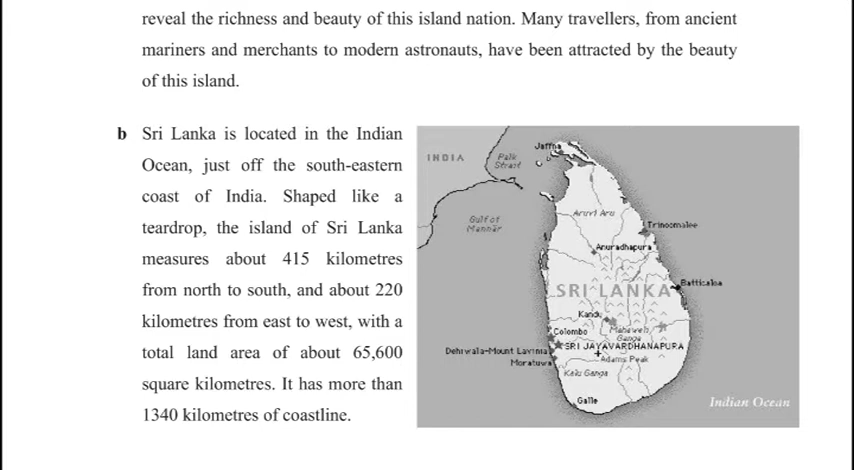 reveal the richness and beauty of this island nation. Many travellers, from ancient
mariners and merchants to modern astronauts, have been attracted by the beauty
of this island.
b Sri Lanka is located in the Indian
Ocean, just off the south-eastern
coast of India. Shaped like a
teardrop, the island of Sri Lanka
measures about 415 kilometres
from north to south, and about 220
kilometres from east to west, with a
total land area of about 65,600
square kilometres. It has more than
1340 kilometres of coastline.
INDIA
Palk
Strait
Jaffna
Gulf of
Mannar
Aruvi Aru
Trincomalee
Anuradhapura
Batticaloa
SRI LANKA
Kandy
Colombo
Mahaweli
Ganga
SRI JAYAVARDHANAPURA
Dehiwala-Mount Lavinia
Adams Peak
Moratuwa
Kalu Ganga
Galle
Indian Ocean